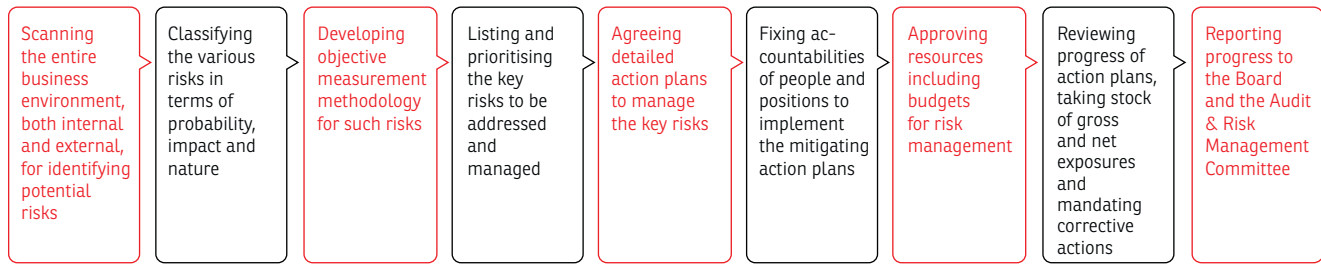 Scanning
the entire
business
environment,
both internal
and external,
for identifying
potential
risks
Classifying
the various
risks in
terms of
probability,
impact and
nature
Developing
objective
measurement
methodology
for such risks
Listing and
prioritising
the key
risks to be
addressed
and
managed
Agreeing
detailed
action plans
to manage
the key risks
Fixing ac-
countabilities
of people and
positions to
implement
the mitigating
action plans
Approving
resources
including
budgets
for risk
management
Reviewing
progress of
action plans,
taking stock
of gross
and net
exposures
and
mandating
corrective
actions
Reporting
progress to
the Board
and the Audit
& Risk
Management
Committee